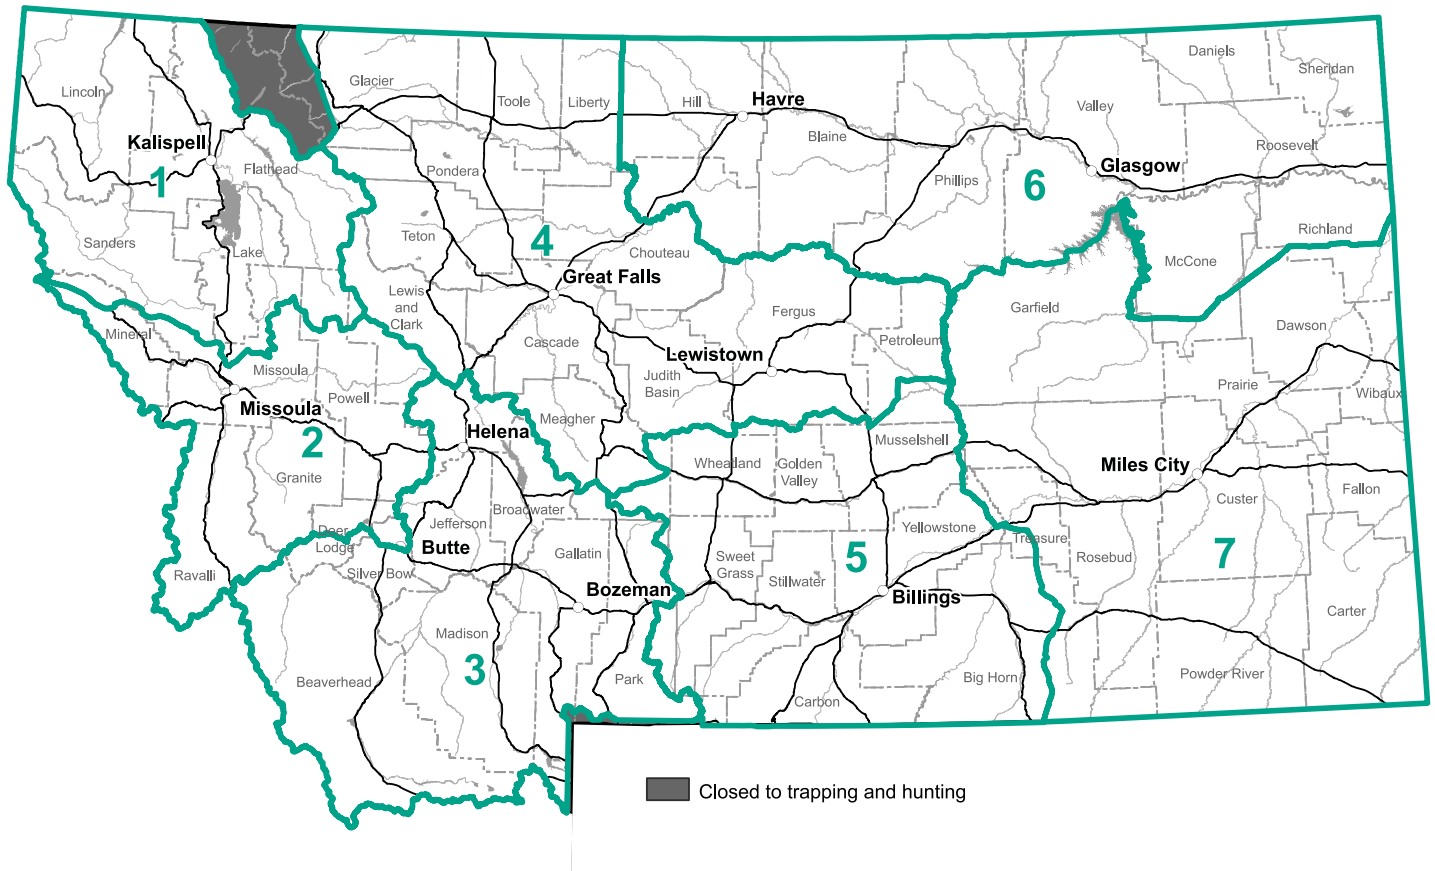 Daniels
Sheridan
Glacier
Lincoln
Toole
Liberty
Hill
Havre
Valley
Blaine
Kalispell
Roosevelt
Flathead
Pondera
Glasgow
1
Phillips
6
Teton
4
Richland
Sanders
Lake
Chouteau
McCone
Great Falls
Lewis
and
Clark
Fergus
Garfield
Mineral
Dawson
Cascade
Petroleum
Lewistown
Missoula
Judith
Basin
Prairie
Wibaux
Powell
Missoula
Meagher
Helena
2
Musselshell
Wheatland
Golden
Valley
Miles City
Granite
Custer
Fallon
Broadwater
Jefferson
Yellowstone
Deer
Lodge
Treasure
Butte
Gallatin
Sweet
Grass
5
7
Rosebud
Ravalli
Silver Bow
Stillwater
Bozeman
Billings
Carter
Madison
3
Beaverhead
Park
Big Horn
Powder River
Carbon
Closed to trapping and hunting